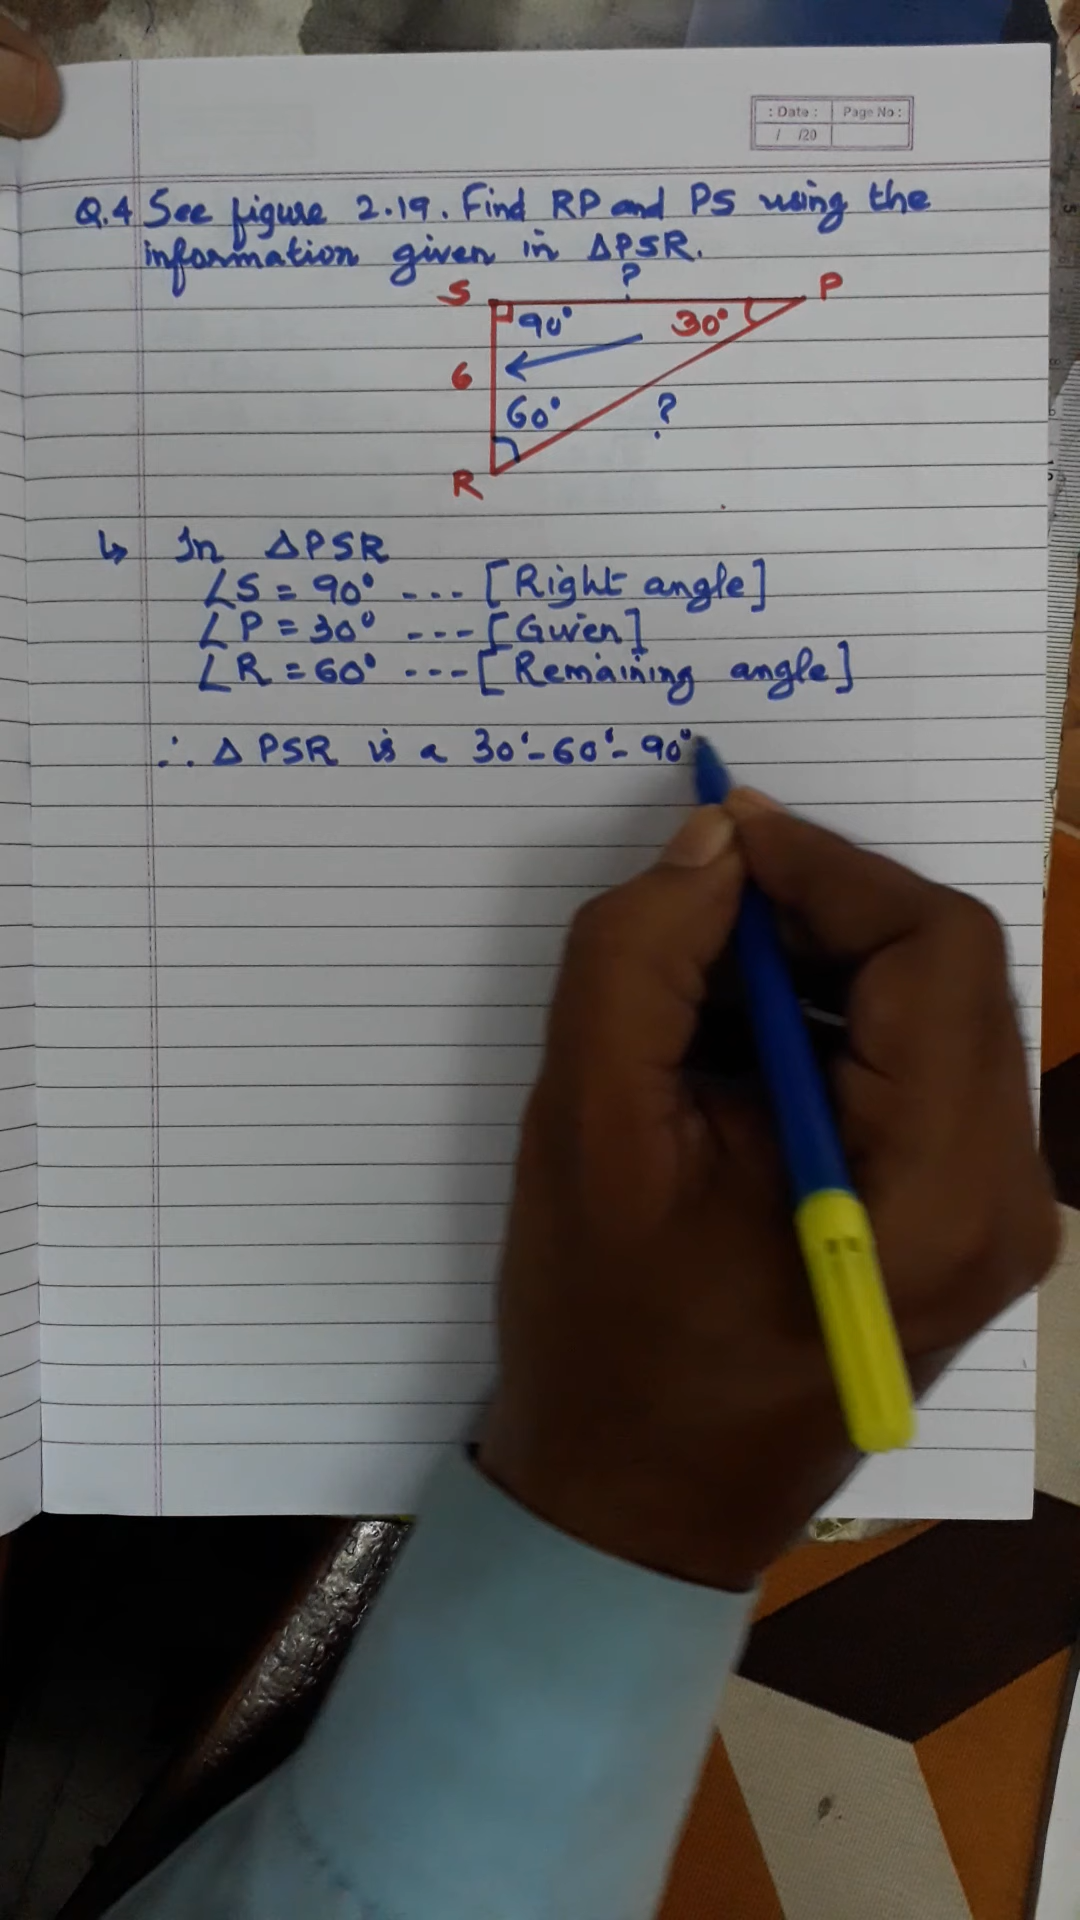 : Date : Page No :
/ /20
Q.4 See figure 2.19. Find RP and PS using the
information given in ΔPSR.
?
S P
90° 30°
6
60° ?
R
↳ In ΔPSR
∠S = 90° --- [Right angle]
∠P = 30° --- [Given]
∠R = 60° --- [Remaining angle]
∴ Δ PSR is a 30°-60°-90°